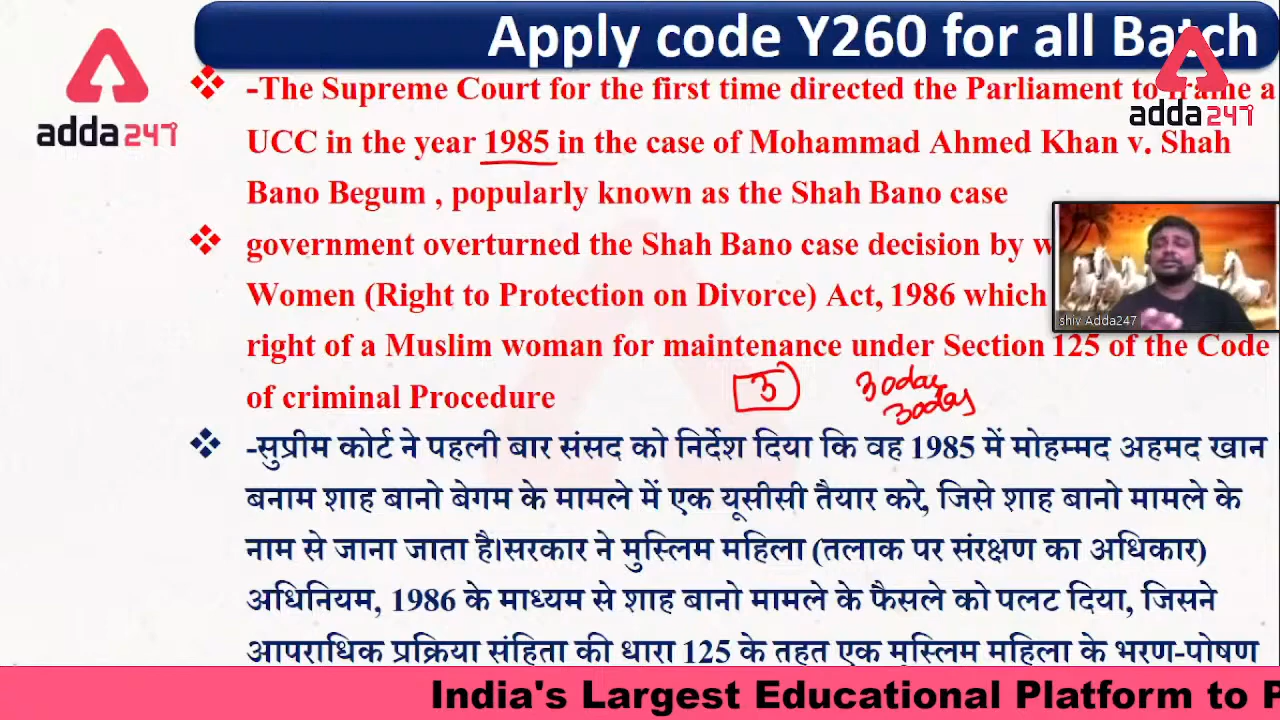 Apply code Y260 for all Batch
adda247
adda247
-The Supreme Court for the first time directed the Parliament to frame a
UCC in the year 1985 in the case of Mohammad Ahmed Khan v. Shah
Bano Begum , popularly known as the Shah Bano case
government overturned the Shah Bano case decision by
Women (Right to Protection on Divorce) Act, 1986 which
shiv Adda247
right of a Muslim woman for maintenance under Section 125 of the Code
of criminal Procedure
3
30day
30day
-सुप्रीम कोर्ट ने पहली बार संसद को निर्देश दिया कि वह 1985 में मोहम्मद अहमद खान
बनाम शाह बानो बेगम के मामले में एक यूसीसी तैयार करे, जिसे शाह बानो मामले के
नाम से जाना जाता है।सरकार ने मुस्लिम महिला (तलाक पर संरक्षण का अधिकार)
अधिनियम, 1986 के माध्यम से शाह बानो मामले के फैसले को पलट दिया, जिसने
आपराधिक प्रक्रिया संहिता की धारा 125 के तहत एक मुस्लिम महिला के भरण-पोषण
India's Largest Educational Platform to